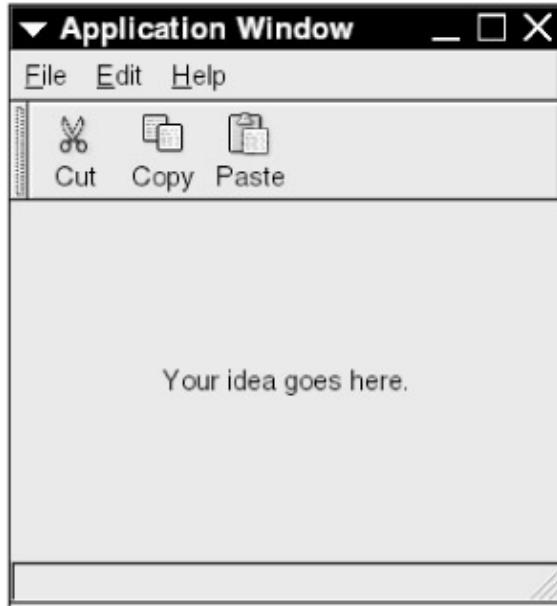 Application Window
File Edit Help
Cut Copy Paste
Your idea goes here.